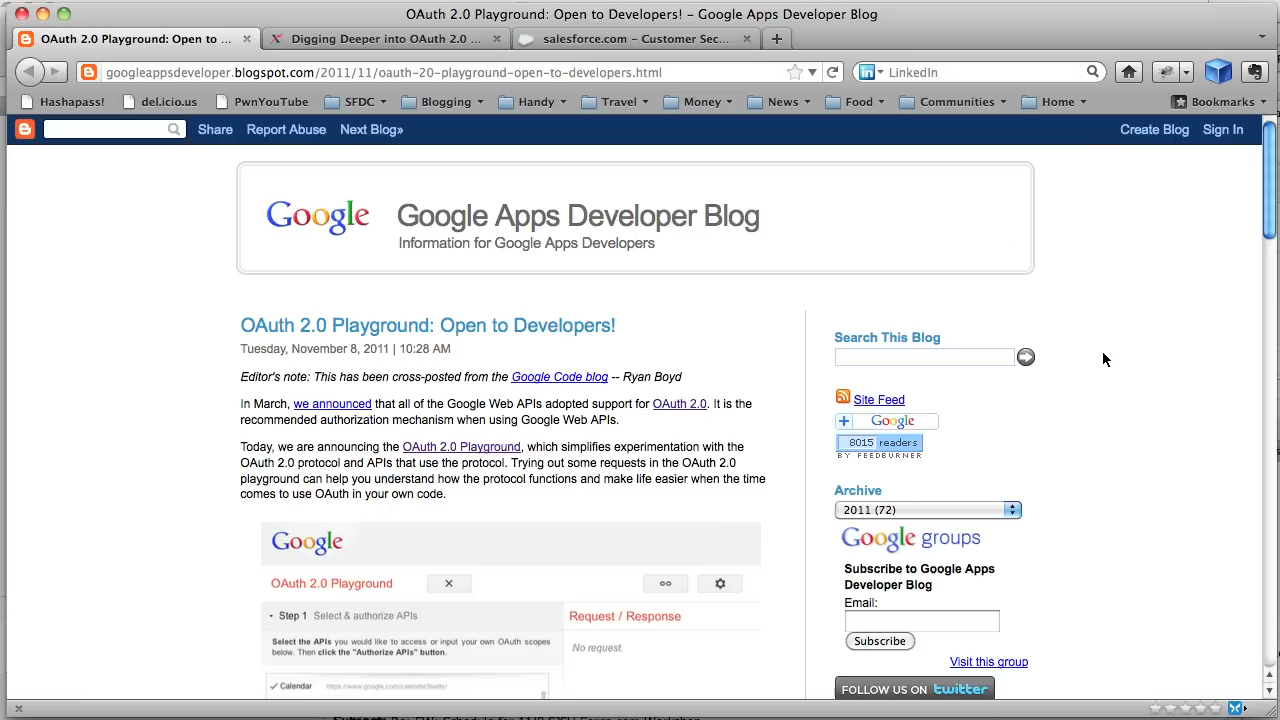 OAuth 2.0 Playground: Open to Developers! – Google Apps Developer Blog
OAuth 2.0 Playground: Open to ...
Digging Deeper into OAuth 2.0 ...
salesforce.com – Customer Sec...
googleappsdeveloper.blogspot.com/2011/11/oauth-20-playground-open-to-developers.html
LinkedIn
Hashapass!
del.icio.us
PwnYouTube
SFDC
Blogging
Handy
Travel
Money
News
Food
Communities
Home
Bookmarks
Share
Report Abuse
Next Blog»
Create Blog
Sign In
Google
Google Apps Developer Blog
Information for Google Apps Developers
OAuth 2.0 Playground: Open to Developers!
Tuesday, November 8, 2011 | 10:28 AM
Editor's note: This has been cross-posted from the Google Code blog -- Ryan Boyd
In March, we announced that all of the Google Web APIs adopted support for OAuth 2.0. It is the
recommended authorization mechanism when using Google Web APIs.
Today, we are announcing the OAuth 2.0 Playground, which simplifies experimentation with the
OAuth 2.0 protocol and APIs that use the protocol. Trying out some requests in the OAuth 2.0
playground can help you understand how the protocol functions and make life easier when the time
comes to use OAuth in your own code.
Google
OAuth 2.0 Playground
Step 1 Select & authorize APIs
Request / Response
Select the APIs you would like to access or input your own OAuth scopes
below. Then click the "Authorize APIs" button.
No request.
Calendar https://www.google.com/calendar/feeds/
Search This Blog
Site Feed
Google
8015 readers
BY FEEDBURNER
Archive
2011 (72)
Google groups
Subscribe to Google Apps
Developer Blog
Email:
Subscribe
Visit this group
FOLLOW US ON twitter